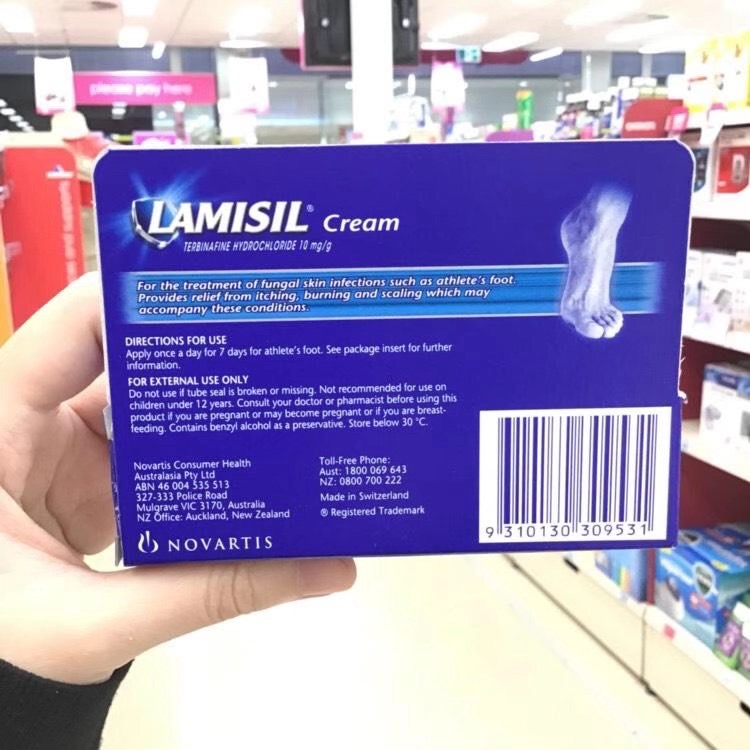 please pay here
LAMISIL® Cream
TERBINAFINE HYDROCHLORIDE 10 mg/g
For the treatment of fungal skin infections such as athlete's foot.
Provides relief from itching, burning and scaling which may
accompany these conditions.
DIRECTIONS FOR USE
Apply once a day for 7 days for athlete's foot. See package insert for further
information.
FOR EXTERNAL USE ONLY
Do not use if tube seal is broken or missing. Not recommended for use on
children under 12 years. Consult your doctor or pharmacist before using this
product if you are pregnant or may become pregnant or if you are breast-
feeding. Contains benzyl alcohol as a preservative. Store below 30 °C.
Novartis Consumer Health
Australasia Pty Ltd
ABN 46 004 535 513
327-333 Police Road
Mulgrave VIC 3170, Australia
NZ Office: Auckland, New Zealand
Toll-Free Phone:
Aust: 1800 069 643
NZ: 0800 700 222
Made in Switzerland
® Registered Trademark
NOVARTIS
9 310130 309531